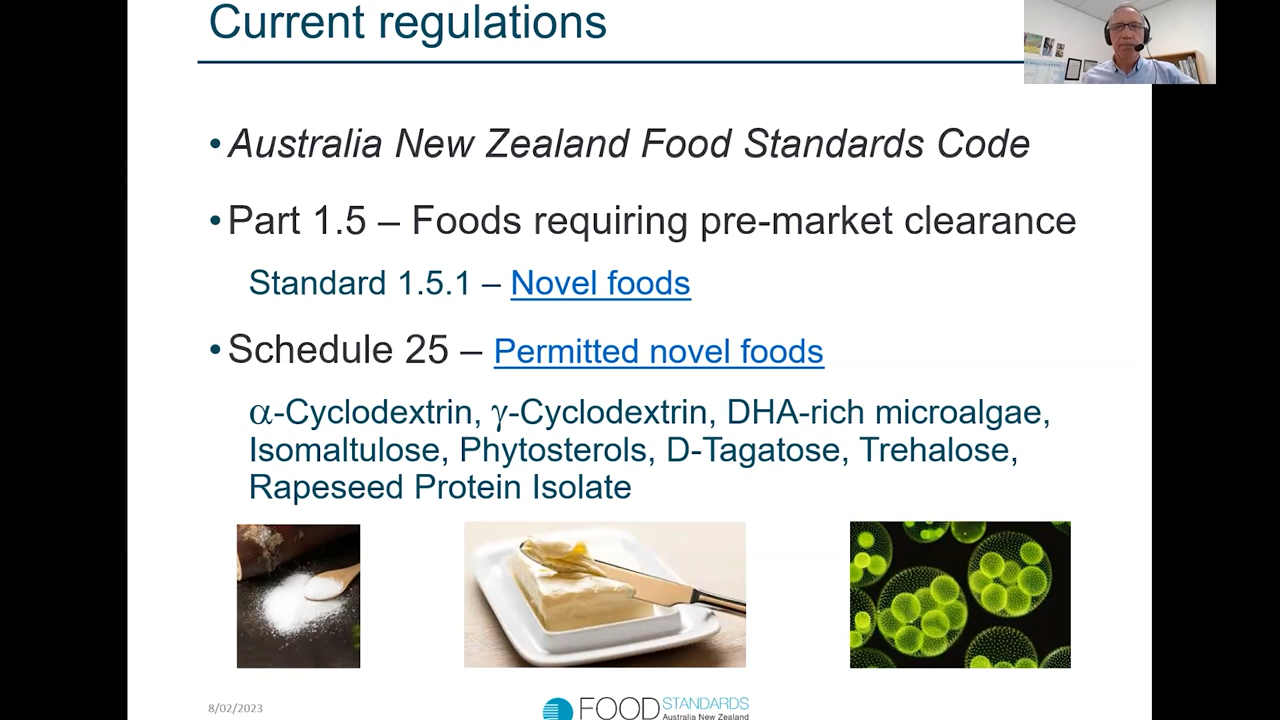 Current regulations
• Australia New Zealand Food Standards Code
• Part 1.5 – Foods requiring pre-market clearance
Standard 1.5.1 – Novel foods
• Schedule 25 – Permitted novel foods
α-Cyclodextrin, γ-Cyclodextrin, DHA-rich microalgae,
Isomaltulose, Phytosterols, D-Tagatose, Trehalose,
Rapeseed Protein Isolate
8/02/2023
FOOD STANDARDS
Australia New Zealand